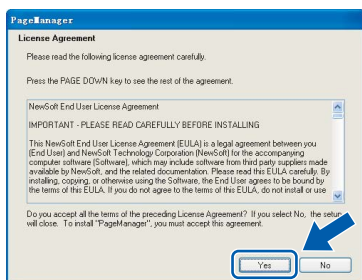 PageManager
License Agreement
Please read the following license agreement carefully.
Press the PAGE DOWN key to see the rest of the agreement.
NewSoft End User License Agreement
IMPORTANT - PLEASE READ CAREFULLY BEFORE INSTALLING
This NewSoft End User License Agreement (EULA) is a legal agreement between you
(End User) and NewSoft Technology Corporation (NewSoft) for the accompanying
computer software (Software), which may include software from third party suppliers made
available by NewSoft, and the related documentation. Please read this EULA carefully. By
installing, copying, or otherwise using the Software, the End User agrees to be bound by
the terms of this EULA. If you do not agree to the terms of this EULA, do not install or use
Do you accept all the terms of the preceding License Agreement? If you select No, the setup
will close. To install "PageManager", you must accept this agreement.
Yes No